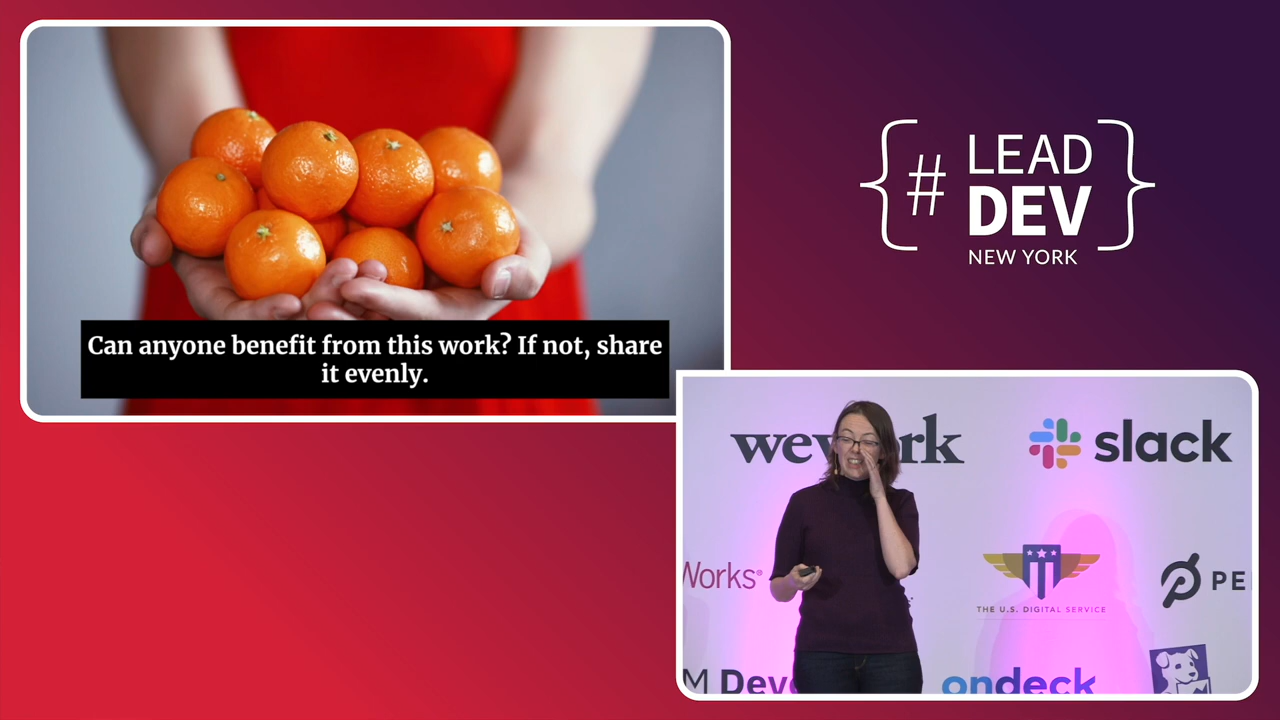 Can anyone benefit from this work? If not, share
it evenly.
{# LEAD
DEV}
NEW YORK
slack
Works®
THE U.S. DIGITAL SERVICE
M Dev
ondeck